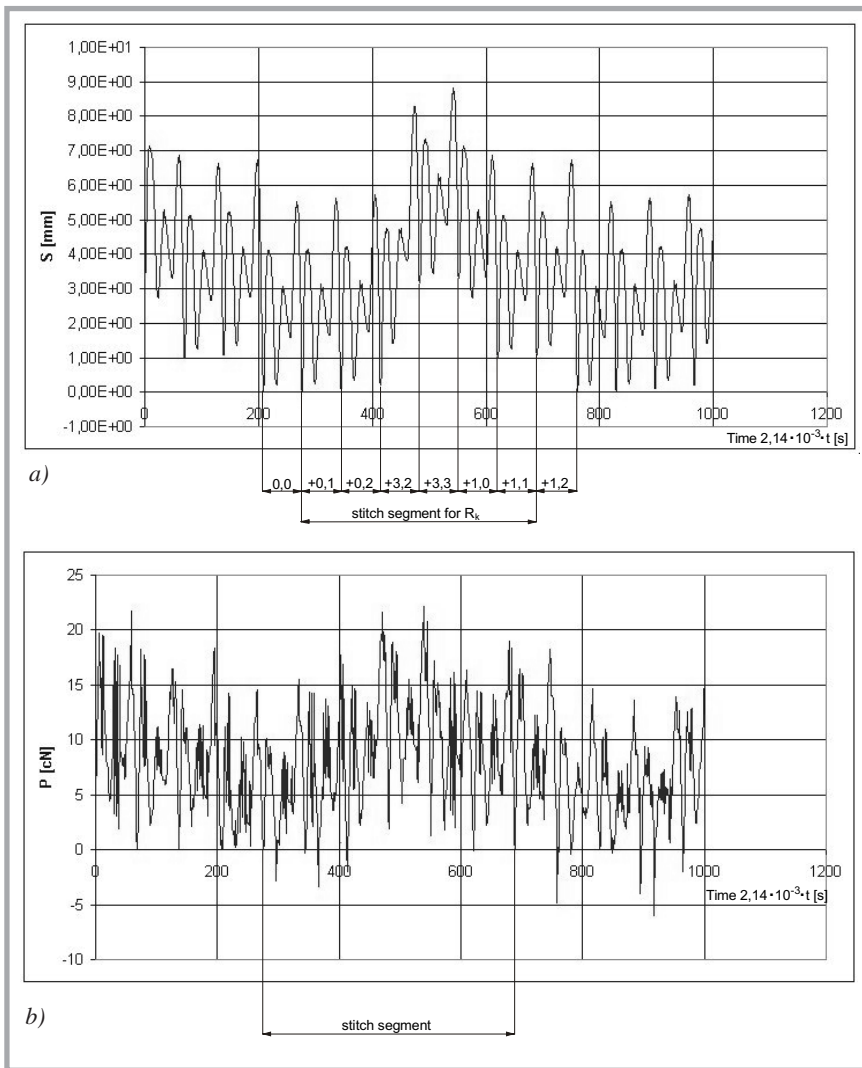 1,00E+01
9,00E+00
8,00E+00
7,00E+00
6,00E+00
5,00E+00
4,00E+00
3,00E+00
2,00E+00
1,00E+00
0,00E+00
-1,00E+00
S [mm]
0 200 400 600 800 1000 1200
Time 2,14·10⁻³·t [s]
a)
0,0 +0,1 +0,2 +3,2 +3,3 +1,0 +1,1 +1,2
stitch segment for Rₖ
25
20
15
10
5
0
-5
-10
P [cN]
0 200 400 600 800 1000 1200
Time 2,14·10⁻³·t [s]
b)
stitch segment